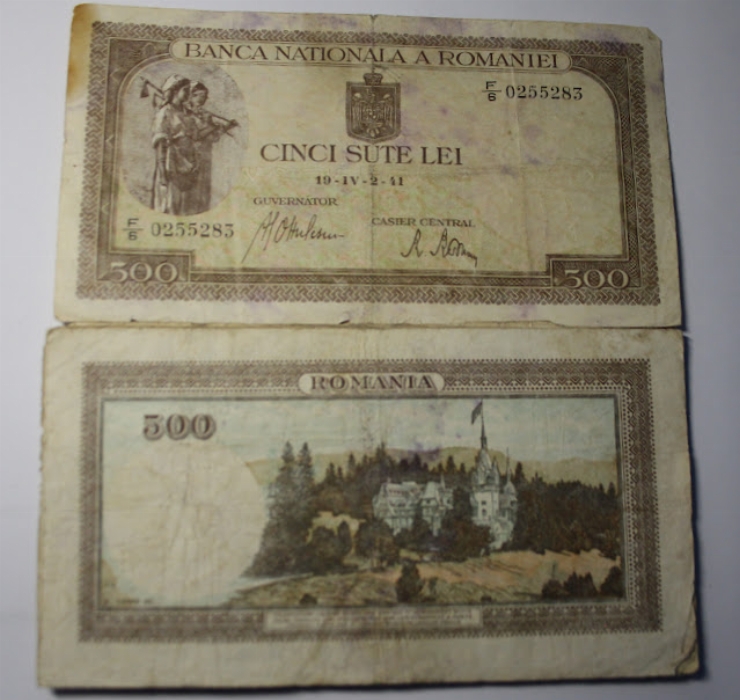 BANCA NATIONALA A ROMANIEI
F/6 0255283
CINCI SUTE LEI
19-IV-2-41
GUVERNATOR
CASIER CENTRAL
F/6 0255283
500
500
ROMANIA
500